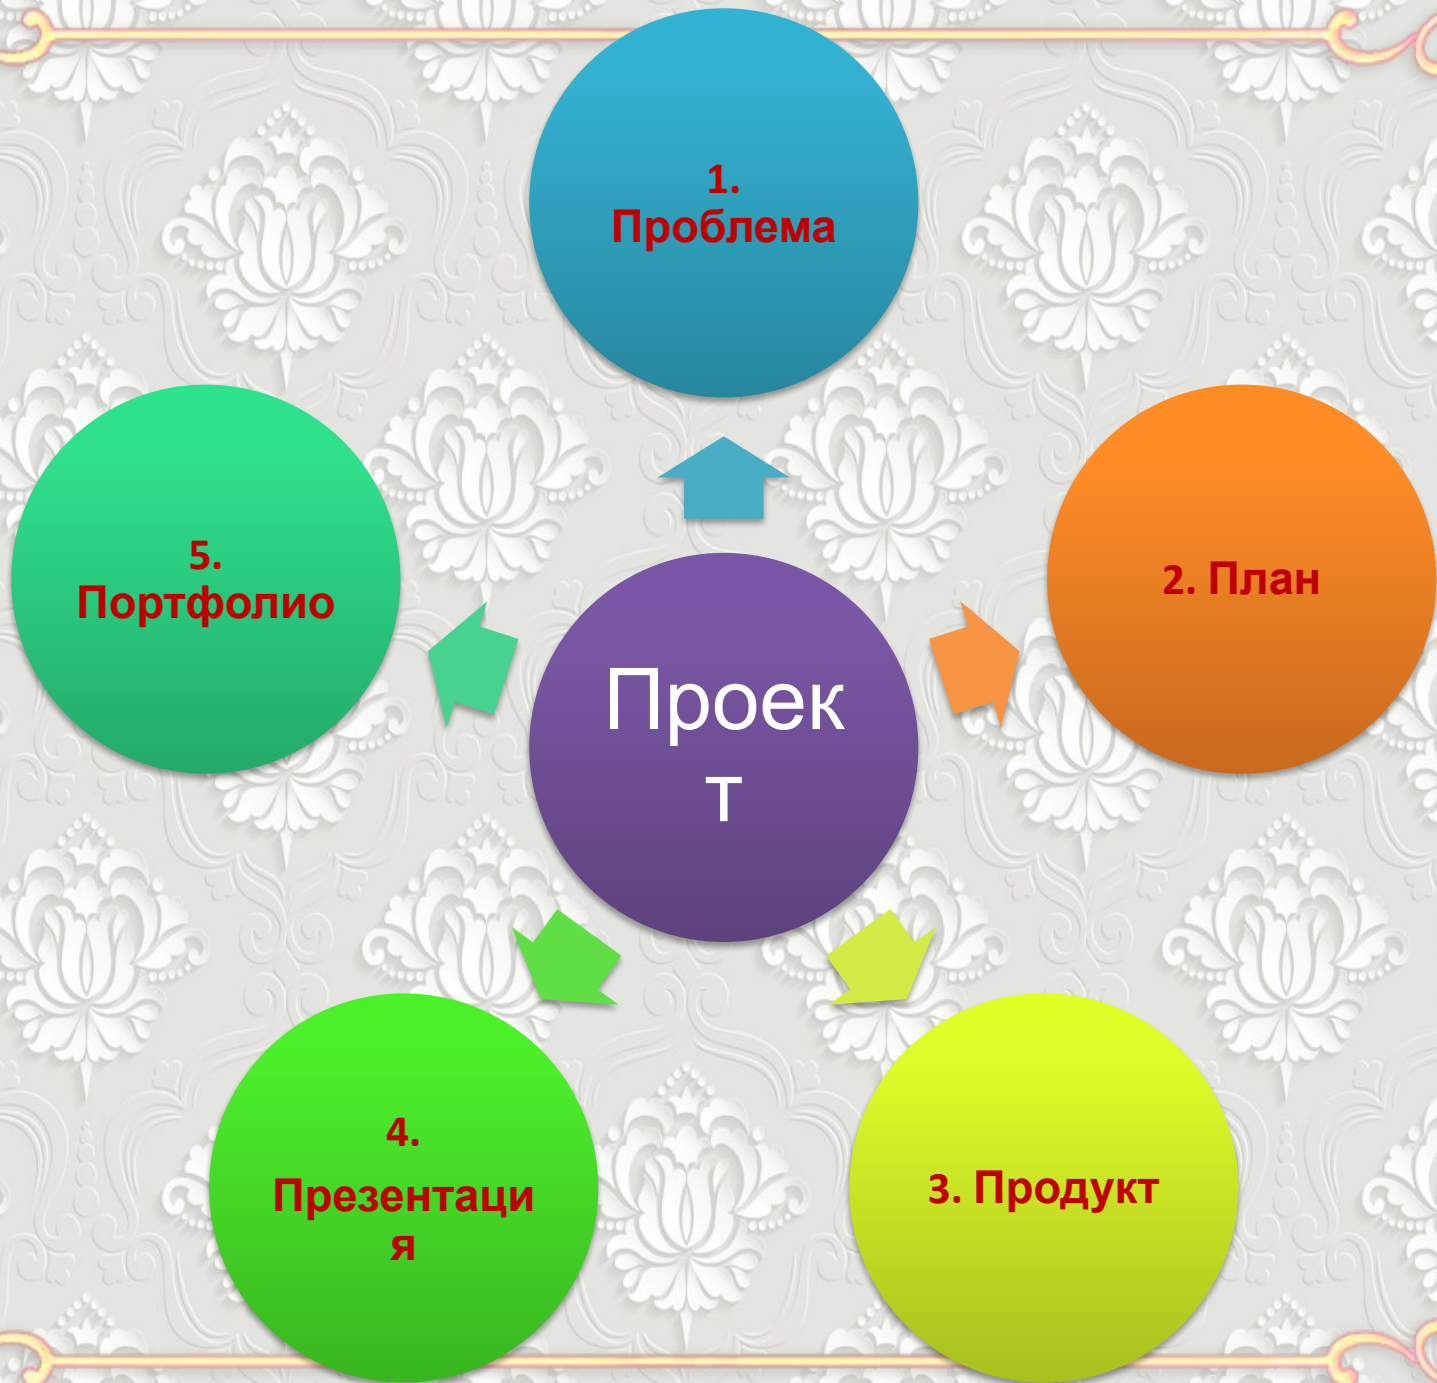 1.
Проблема
2. План
3. Продукт
4.
Презентаци
я
5.
Портфолио
Проек
т